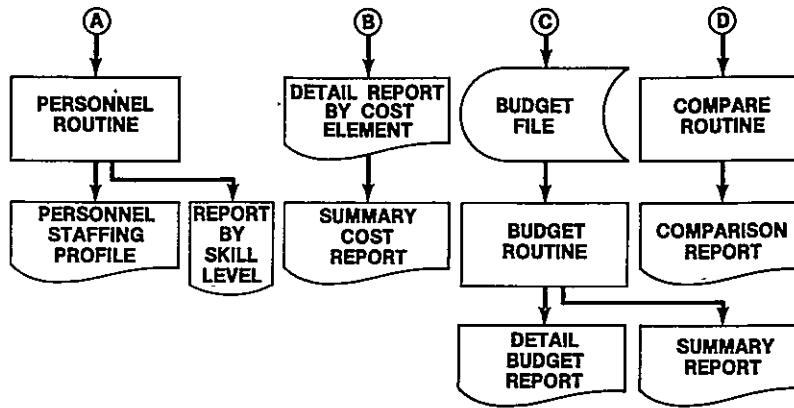 A
B
C
D
PERSONNEL
ROUTINE
DETAIL REPORT
BY COST
ELEMENT
BUDGET
FILE
COMPARE
ROUTINE
PERSONNEL
STAFFING
PROFILE
REPORT
BY
SKILL
LEVEL
SUMMARY
COST
REPORT
BUDGET
ROUTINE
COMPARISON
REPORT
DETAIL
BUDGET
REPORT
SUMMARY
REPORT